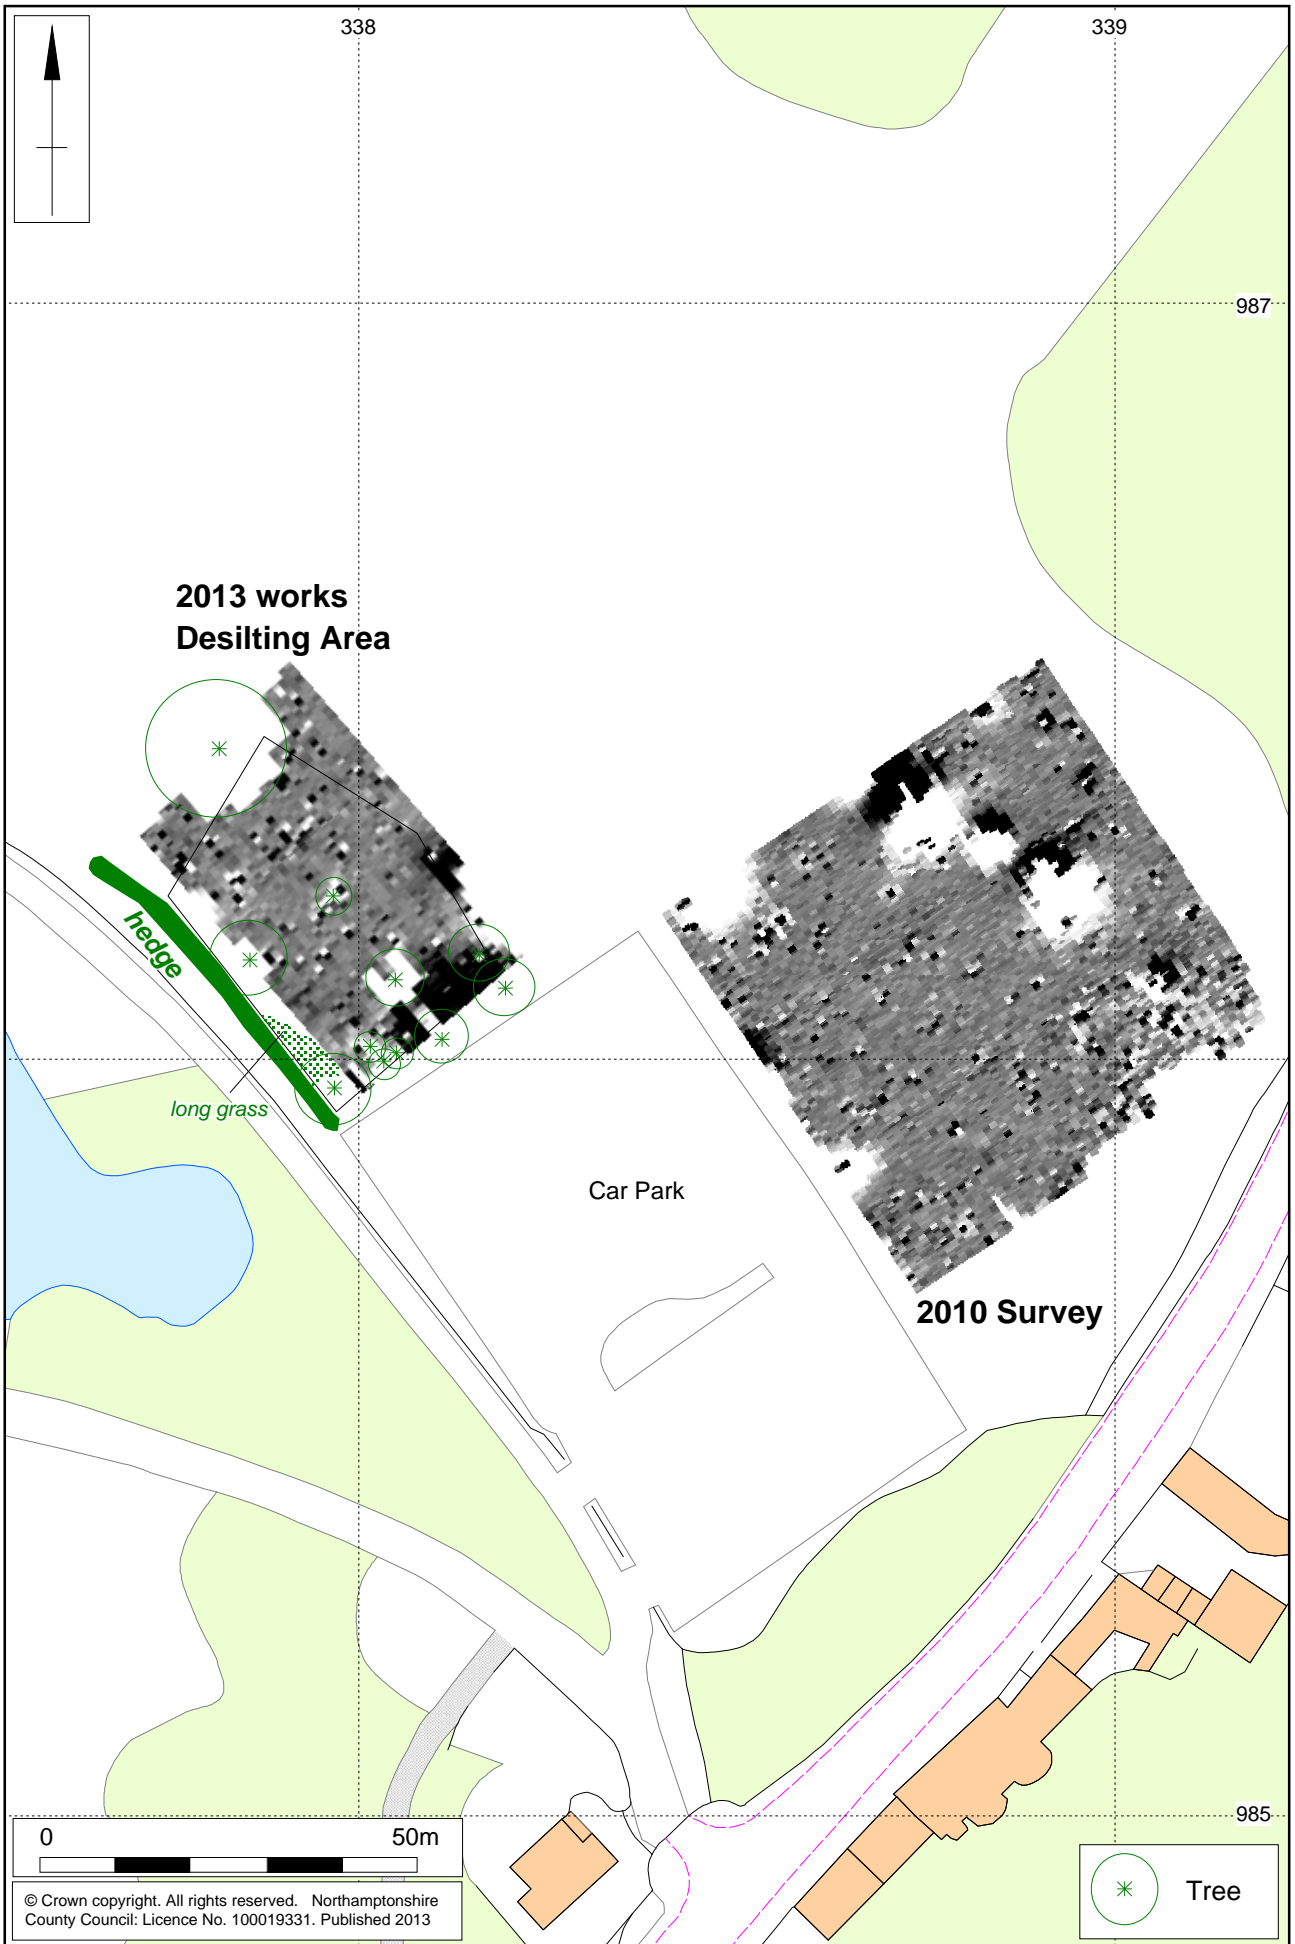 338
339
987
2013 works
Desilting Area
hedge
long grass
Car Park
2010 Survey
985
0 50m
© Crown copyright. All rights reserved. Northamptonshire
County Council: Licence No. 100019331. Published 2013
Tree